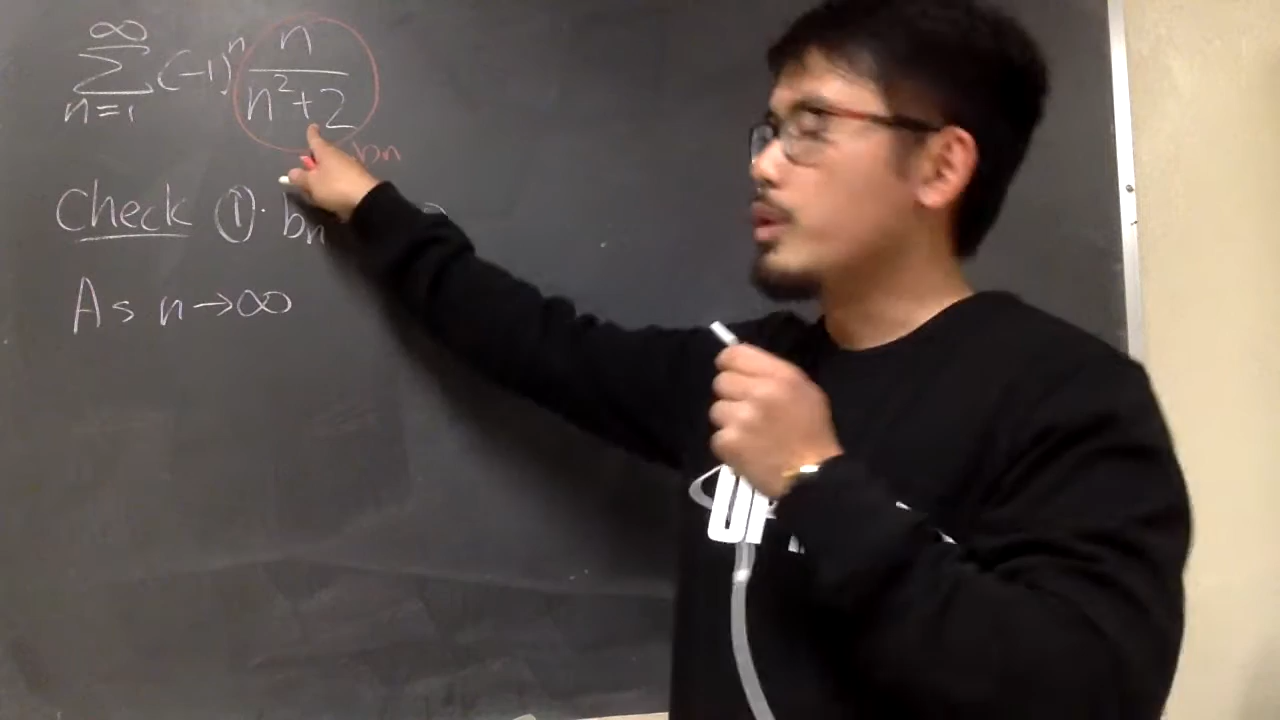 ∞
Σ (-1)^n n/(n²+2)
n=1
bn
Check ①. bn
As n→∞